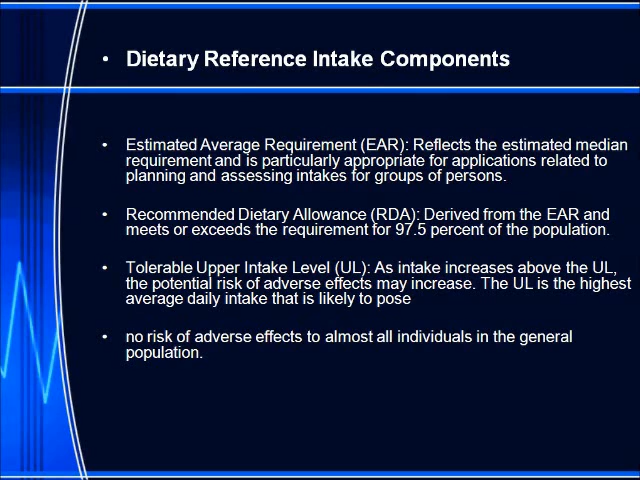 • Dietary Reference Intake Components
• Estimated Average Requirement (EAR): Reflects the estimated median
requirement and is particularly appropriate for applications related to
planning and assessing intakes for groups of persons.
• Recommended Dietary Allowance (RDA): Derived from the EAR and
meets or exceeds the requirement for 97.5 percent of the population.
• Tolerable Upper Intake Level (UL): As intake increases above the UL,
the potential risk of adverse effects may increase. The UL is the highest
average daily intake that is likely to pose
• no risk of adverse effects to almost all individuals in the general
population.